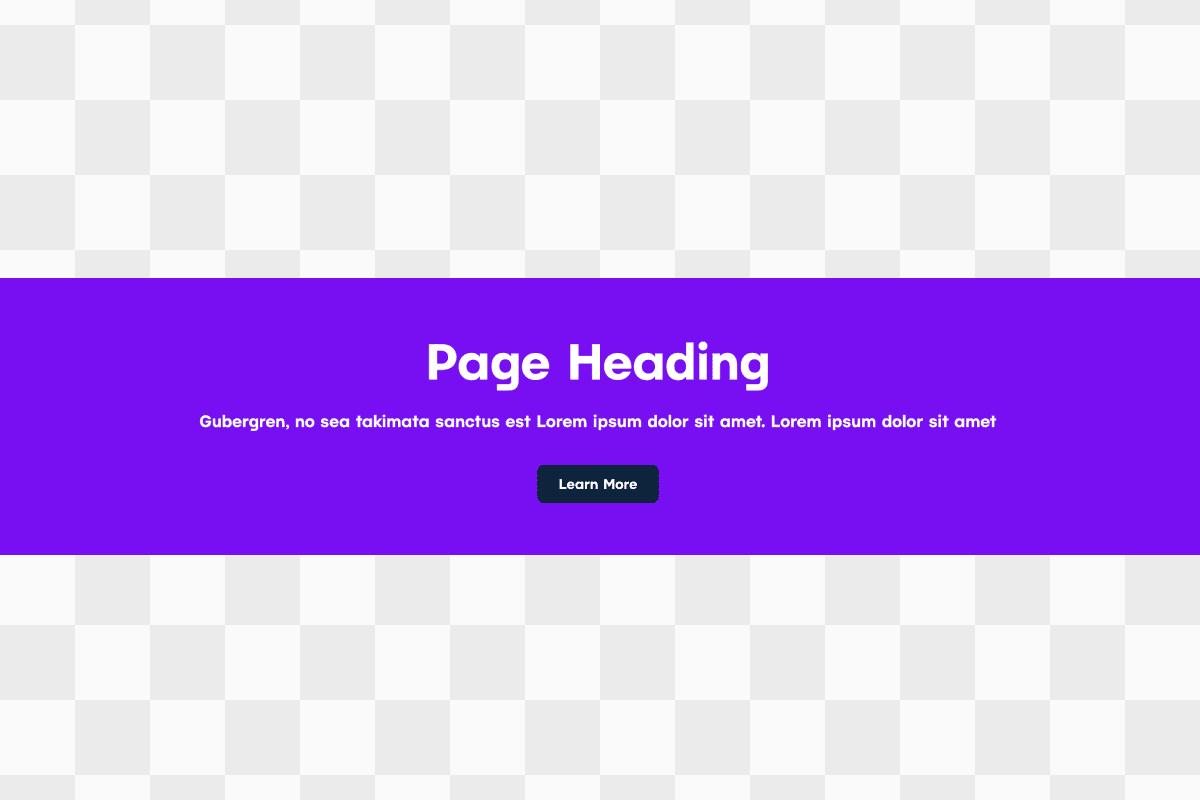 Page Heading
Gubergren, no sea takimata sanctus est Lorem ipsum dolor sit amet. Lorem ipsum dolor sit amet
Learn More